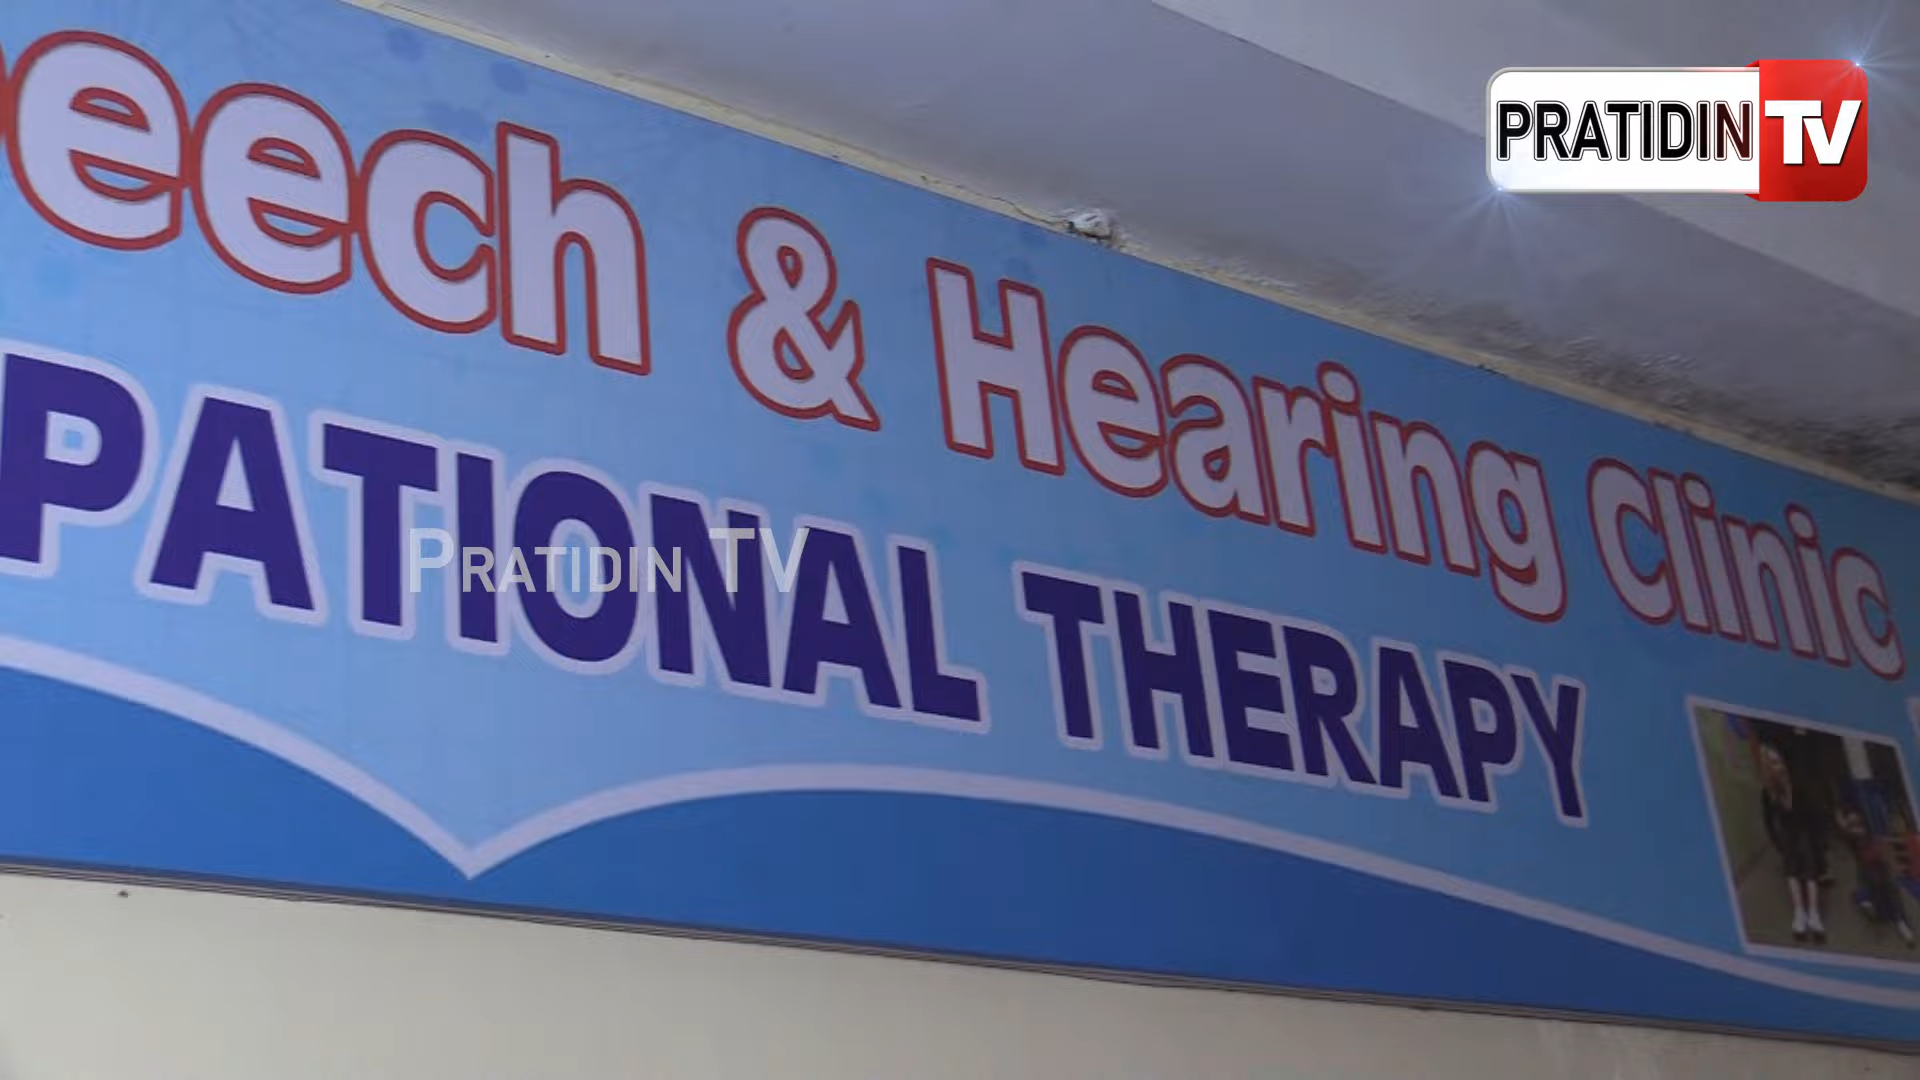 PRATIDIN TV
eech & Hearing Clinic
PATIONAL THERAPY
PRATIDIN TV